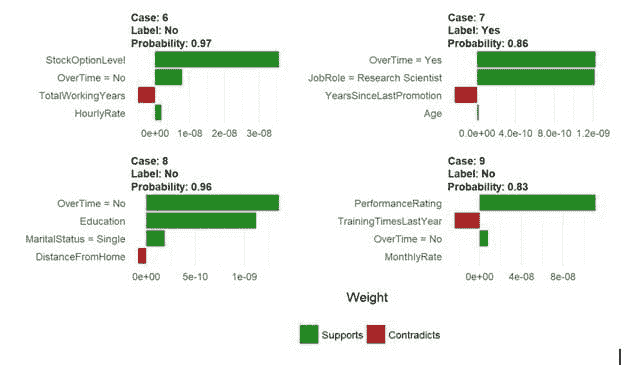 Case: 6
Label: No
Probability: 0.97
StockOptionLevel
OverTime = No
TotalWorkingYears
HourlyRate
0e+00 1e-08 2e-08 3e-08
Case: 7
Label: Yes
Probability: 0.86
OverTime = Yes
JobRole = Research Scientist
YearsSinceLastPromotion
Age
0.0e+00 4.0e-10 8.0e-10 1.2e-09
Case: 8
Label: No
Probability: 0.96
OverTime = No
Education
MaritalStatus = Single
DistanceFromHome
0e+00 5e-10 1e-09
Case: 9
Label: No
Probability: 0.83
PerformanceRating
TrainingTimesLastYear
OverTime = No
MonthlyRate
0e+00 4e-08 8e-08
Weight
Supports Contradicts